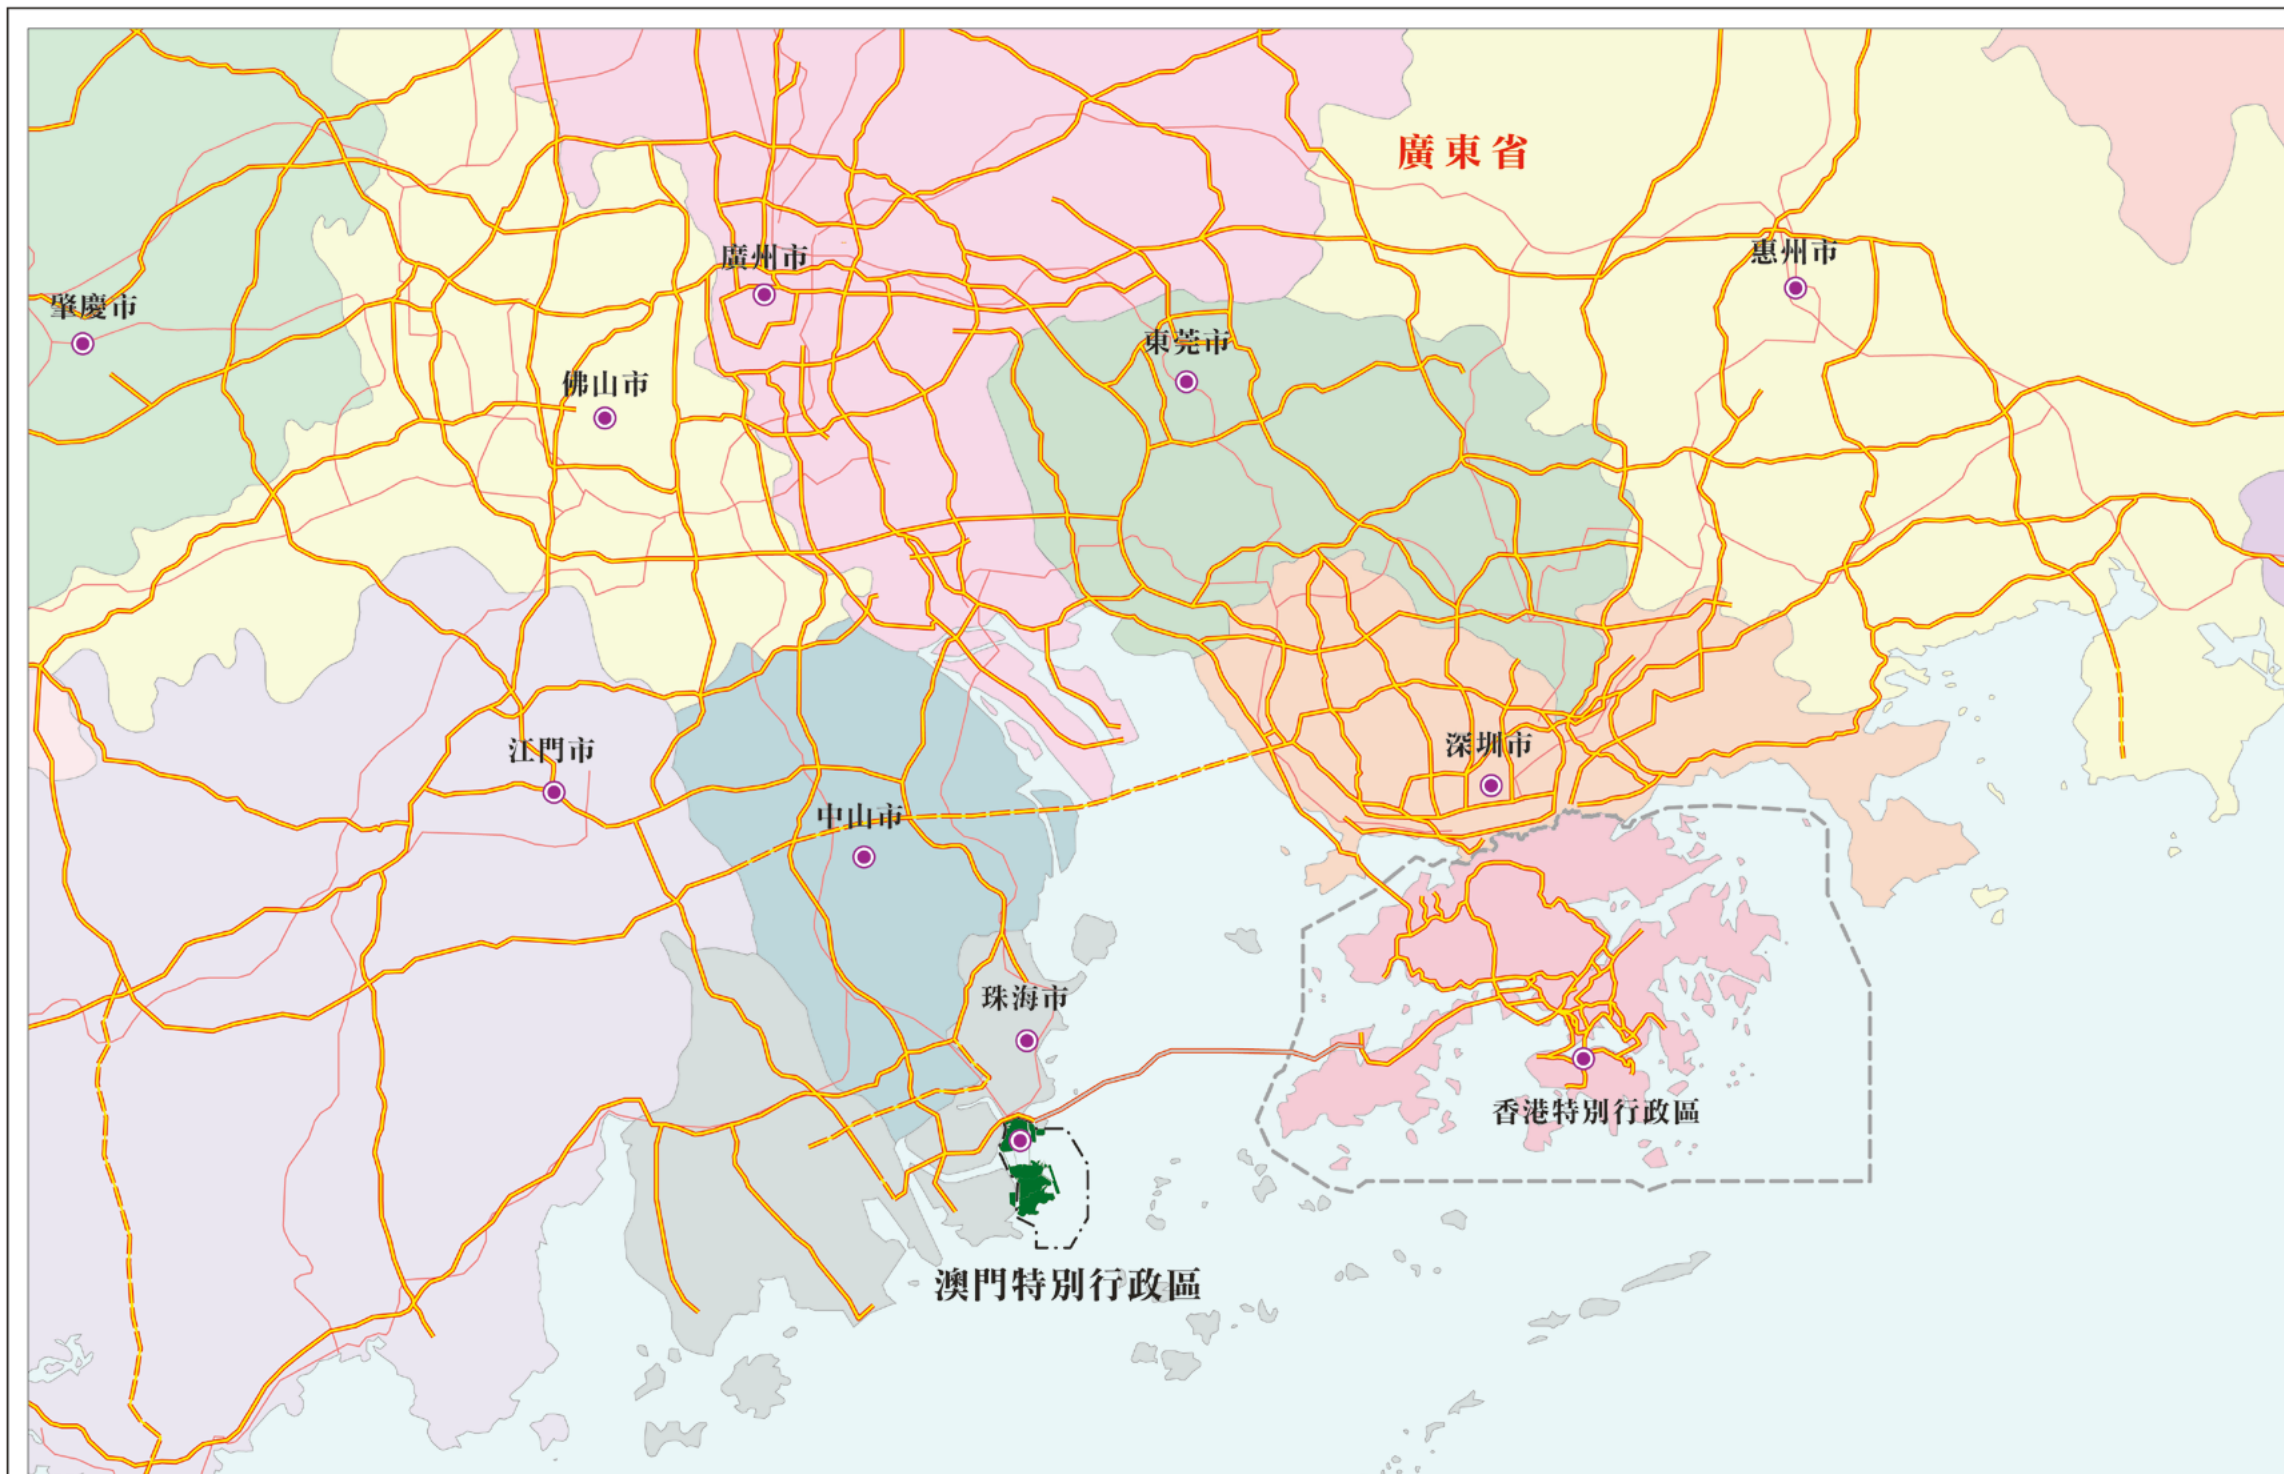 廣東省
廣州市
惠州市
肇慶市
東莞市
佛山市
深圳市
江門市
中山市
珠海市
香港特別行政區
澳門特別行政區